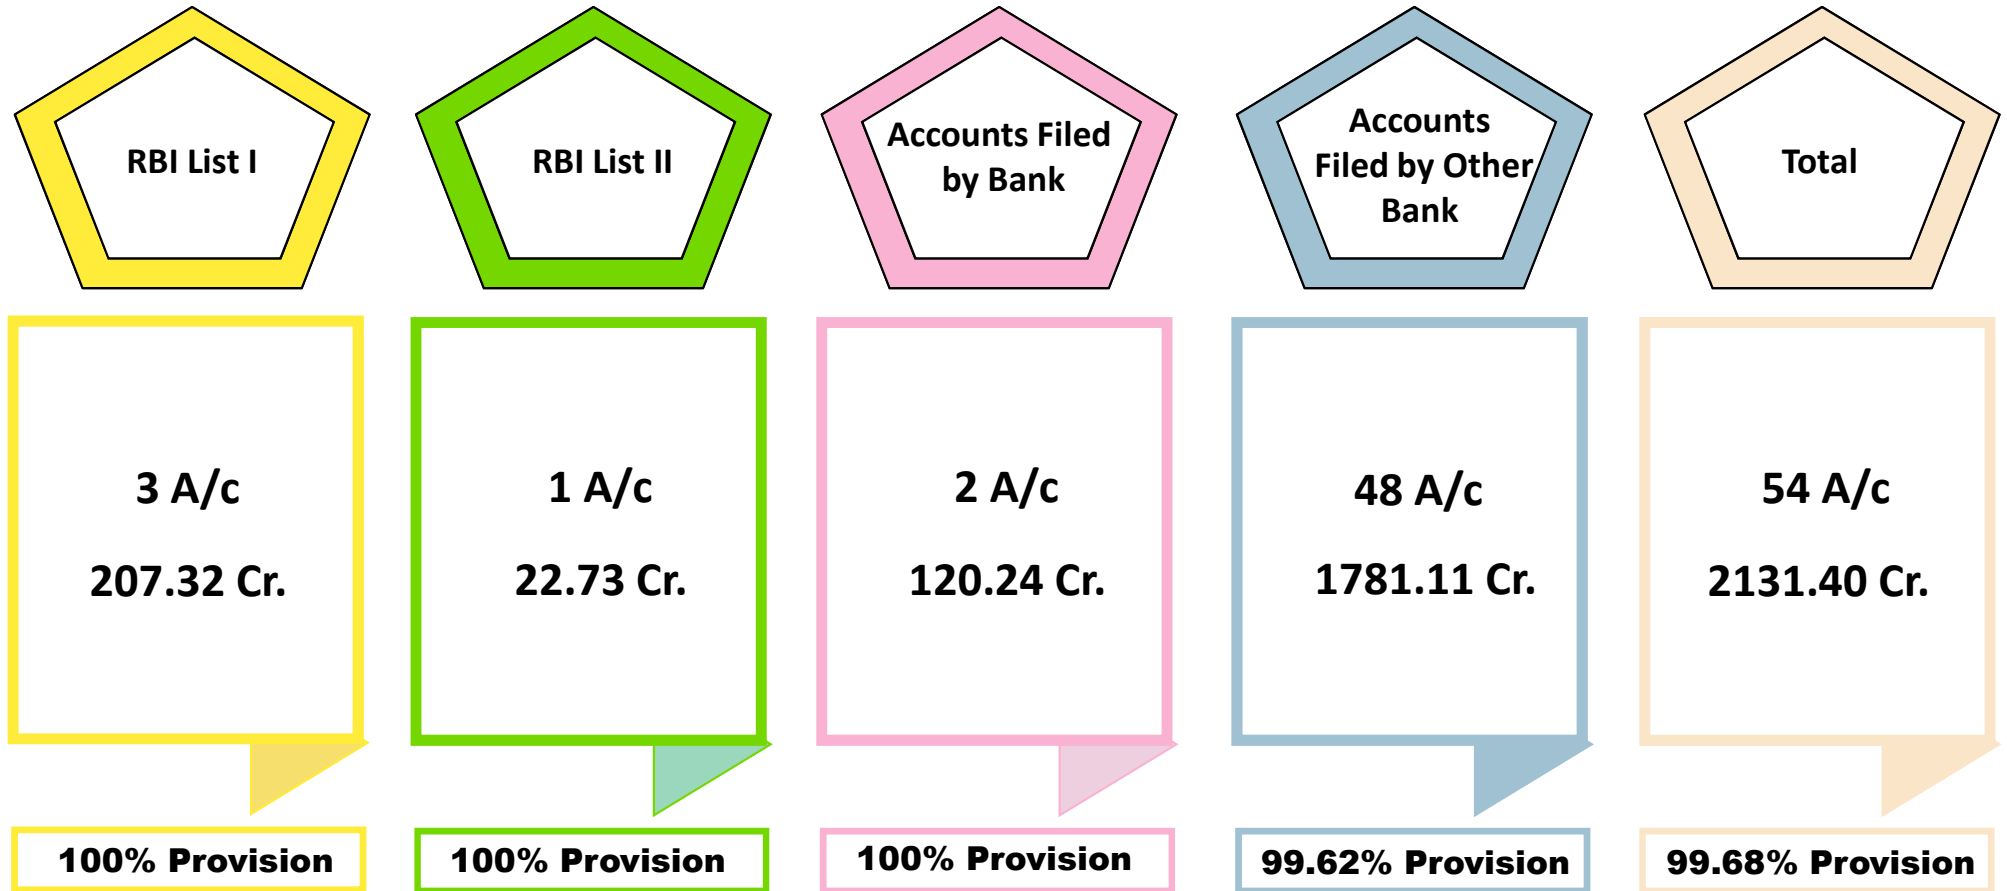 RBI List I
RBI List II
Accounts Filed
by Bank
Accounts
Filed by Other
Bank
Total
3 A/c
207.32 Cr.
1 A/c
22.73 Cr.
2 A/c
120.24 Cr.
48 A/c
1781.11 Cr.
54 A/c
2131.40 Cr.
100% Provision
100% Provision
100% Provision
99.62% Provision
99.68% Provision